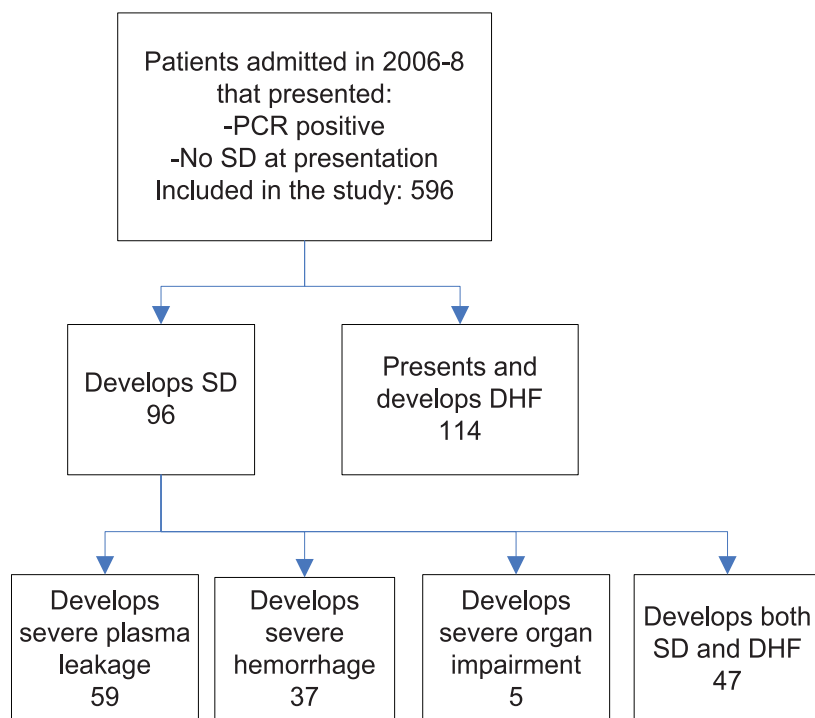 Patients admitted in 2006-8
that presented:
-PCR positive
-No SD at presentation
Included in the study: 596
Develops SD
96
Presents and
develops DHF
114
Develops
severe plasma
leakage
59
Develops
severe
hemorrhage
37
Develops
severe organ
impairment
5
Develops both
SD and DHF
47